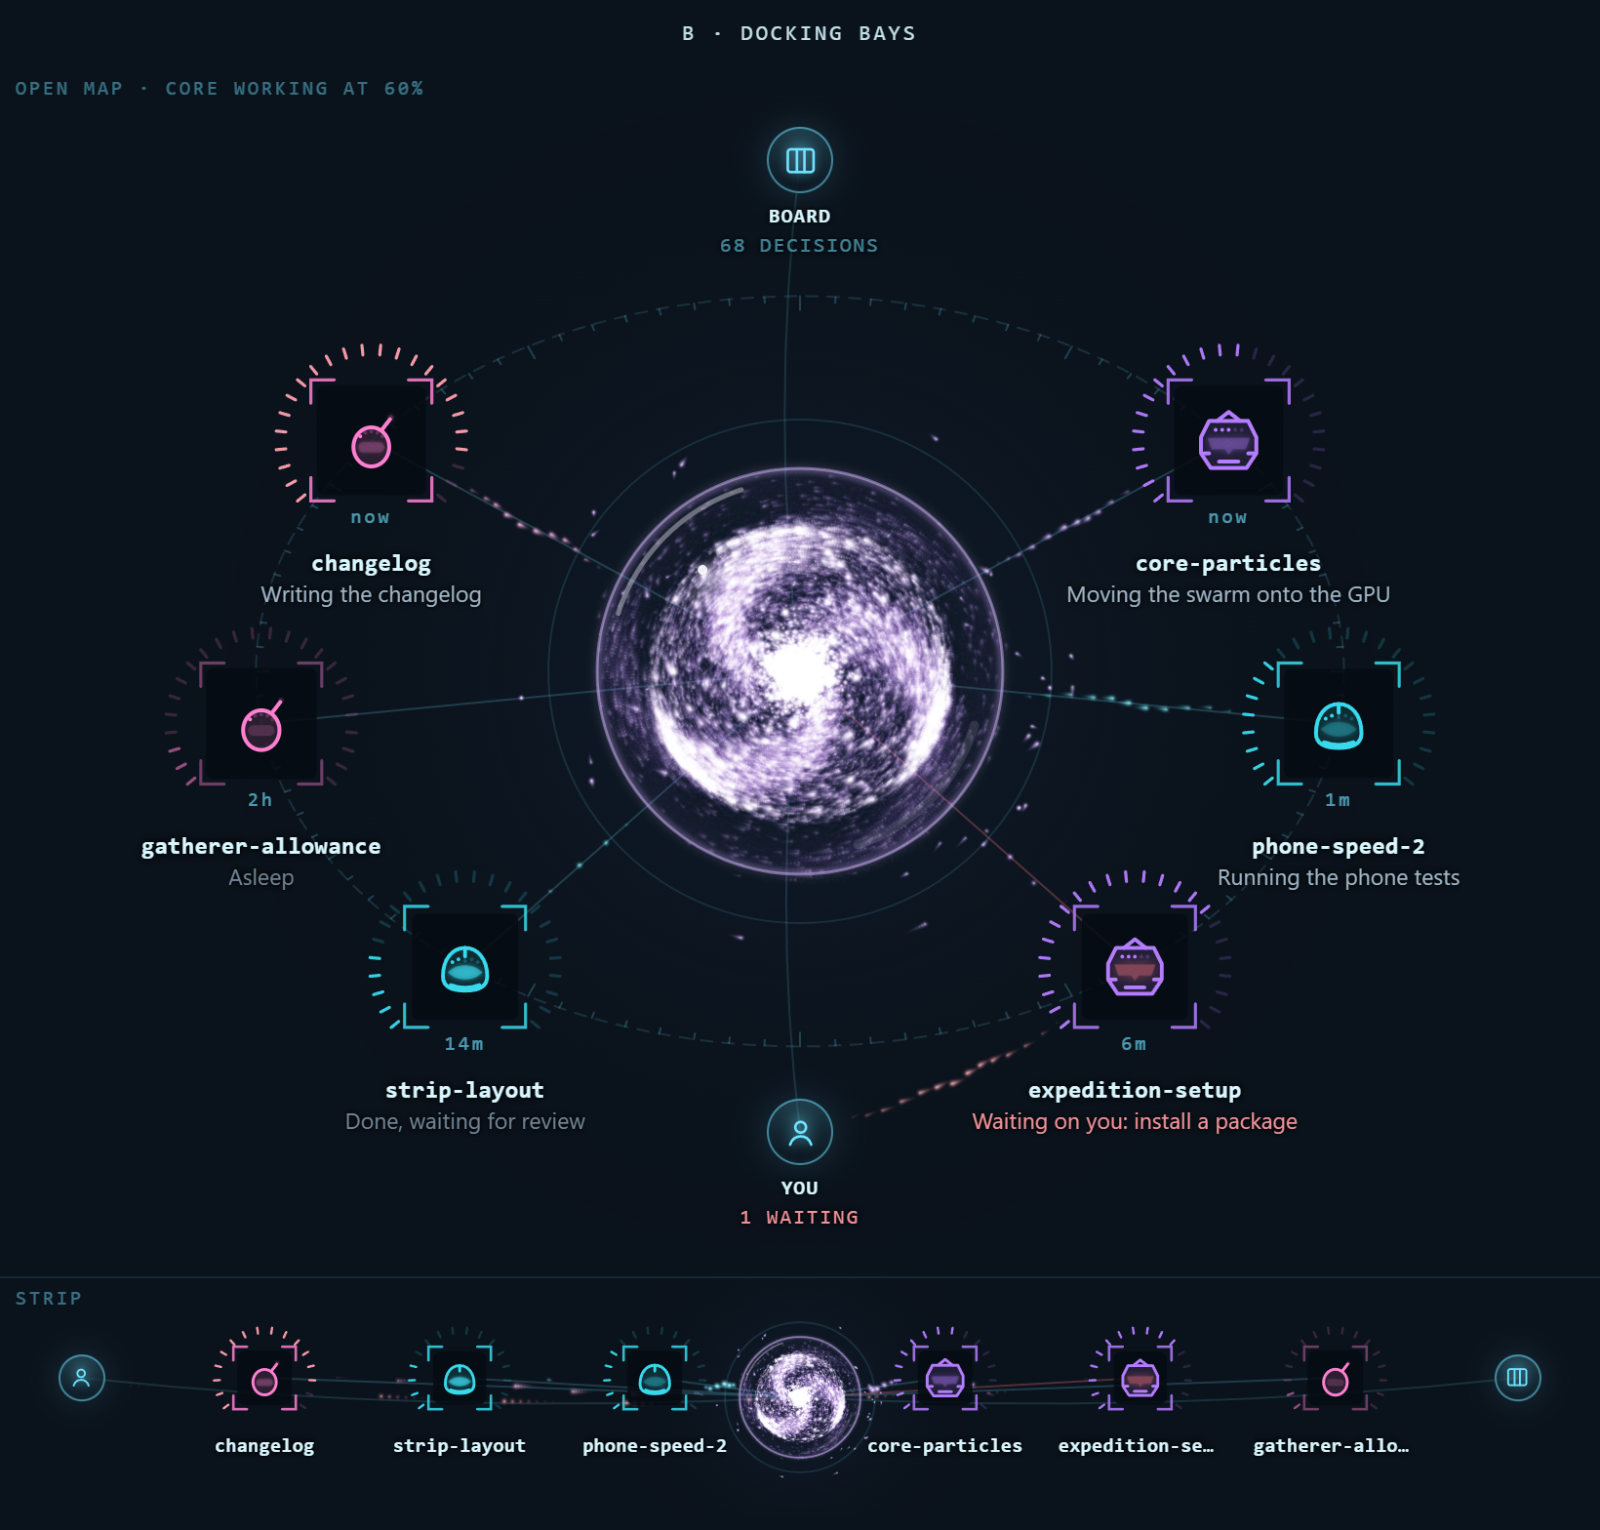 B · DOCKING BAYS
OPEN MAP · CORE WORKING AT 60%
BOARD
68 DECISIONS
now
changelog
Writing the changelog
now
core-particles
Moving the swarm onto the GPU
2h
gatherer-allowance
Asleep
1m
phone-speed-2
Running the phone tests
14m
strip-layout
Done, waiting for review
6m
expedition-setup
Waiting on you: install a package
YOU
1 WAITING
STRIP
changelog
strip-layout
phone-speed-2
core-particles
expedition-se…
gatherer-allo…